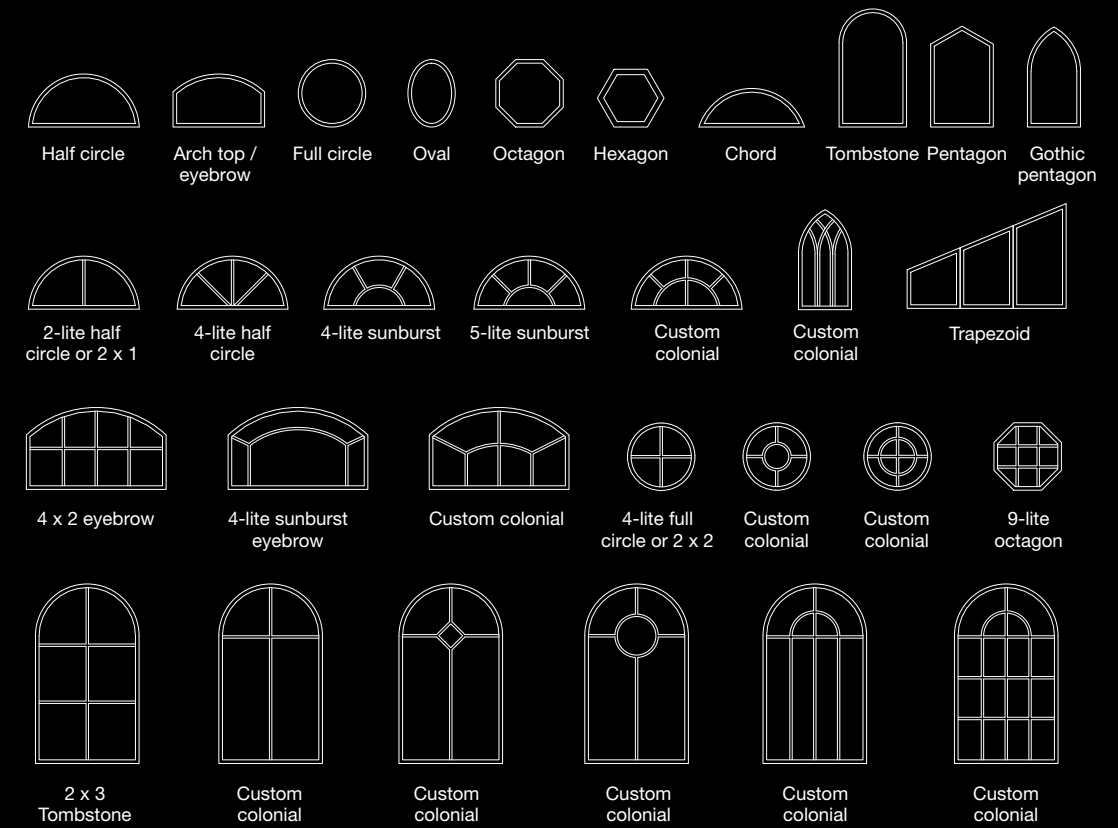 Half circle
Arch top /
eyebrow
Full circle
Oval
Octagon
Hexagon
Chord
Tombstone
Pentagon
Gothic
pentagon
2-lite half
circle or 2 x 1
4-lite half
circle
4-lite sunburst
5-lite sunburst
Custom
colonial
Custom
colonial
Trapezoid
4 x 2 eyebrow
4-lite sunburst
eyebrow
Custom colonial
4-lite full
circle or 2 x 2
Custom
colonial
Custom
colonial
9-lite
octagon
2 x 3
Tombstone
Custom
colonial
Custom
colonial
Custom
colonial
Custom
colonial
Custom
colonial